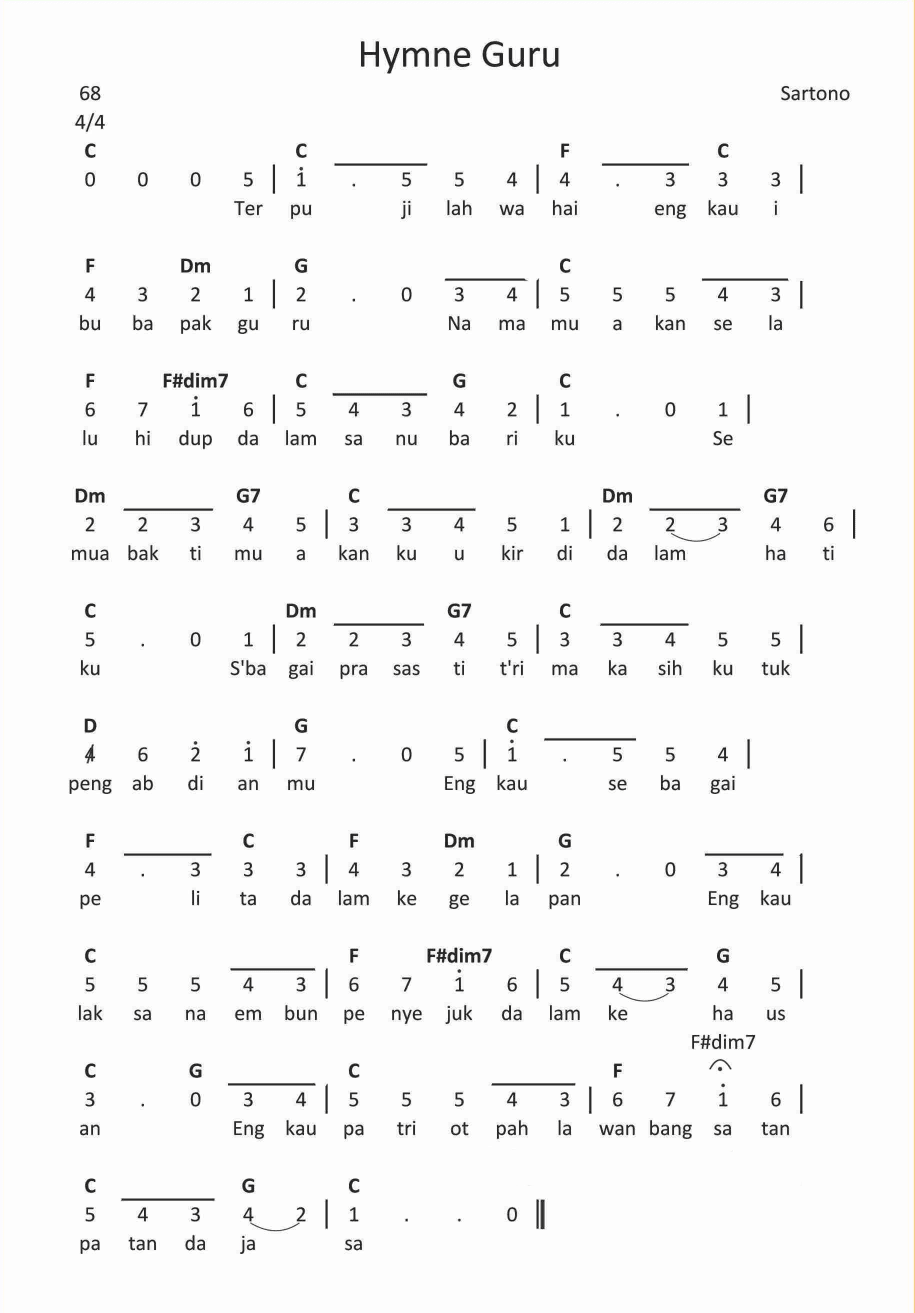 Hymne Guru
68 Sartono
4/4
C C F C
0 0 0 5 | i̇ . 5 5 4 | 4 . 3 3 3 |
Ter pu ji lah wa hai eng kau i
F Dm G C
4 3 2 1 | 2 . 0 3 4 | 5 5 5 4 3 |
bu ba pak gu ru Na ma mu a kan se la
F F#dim7 C G C
6 7 1̇ 6 | 5 4 3 4 2 | 1 . 0 1 |
lu hi dup da lam sa nu ba ri ku Se
Dm G7 C Dm G7
2 2 3 4 5 | 3 3 4 5 1 | 2 2 3 4 6 |
mua bak ti mu a kan ku u kir di da lam ha ti
C Dm G7 C
5 . 0 1 | 2 2 3 4 5 | 3 3 4 5 5 |
ku S'ba gai pra sas ti t'ri ma ka sih ku tuk
D G C
4̸ 6 2̇ 1̇ | 7 . 0 5 | 1̇ . 5 5 4 |
peng ab di an mu Eng kau se ba gai
F C F Dm G
4 . 3 3 3 | 4 3 2 1 | 2 . 0 3 4 |
pe li ta da lam ke ge la pan Eng kau
C F F#dim7 C G
5 5 5 4 3 | 6 7 1̇ 6 | 5 4 3 4 5 |
lak sa na em bun pe nye juk da lam ke ha us
F#dim7
C G C F
3 . 0 3 4 | 5 5 5 4 3 | 6 7 1̇ 6 |
an Eng kau pa tri ot pah la wan bang sa tan
C G C
5 4 3 4 2 | 1 . . 0 ||
pa tan da ja sa